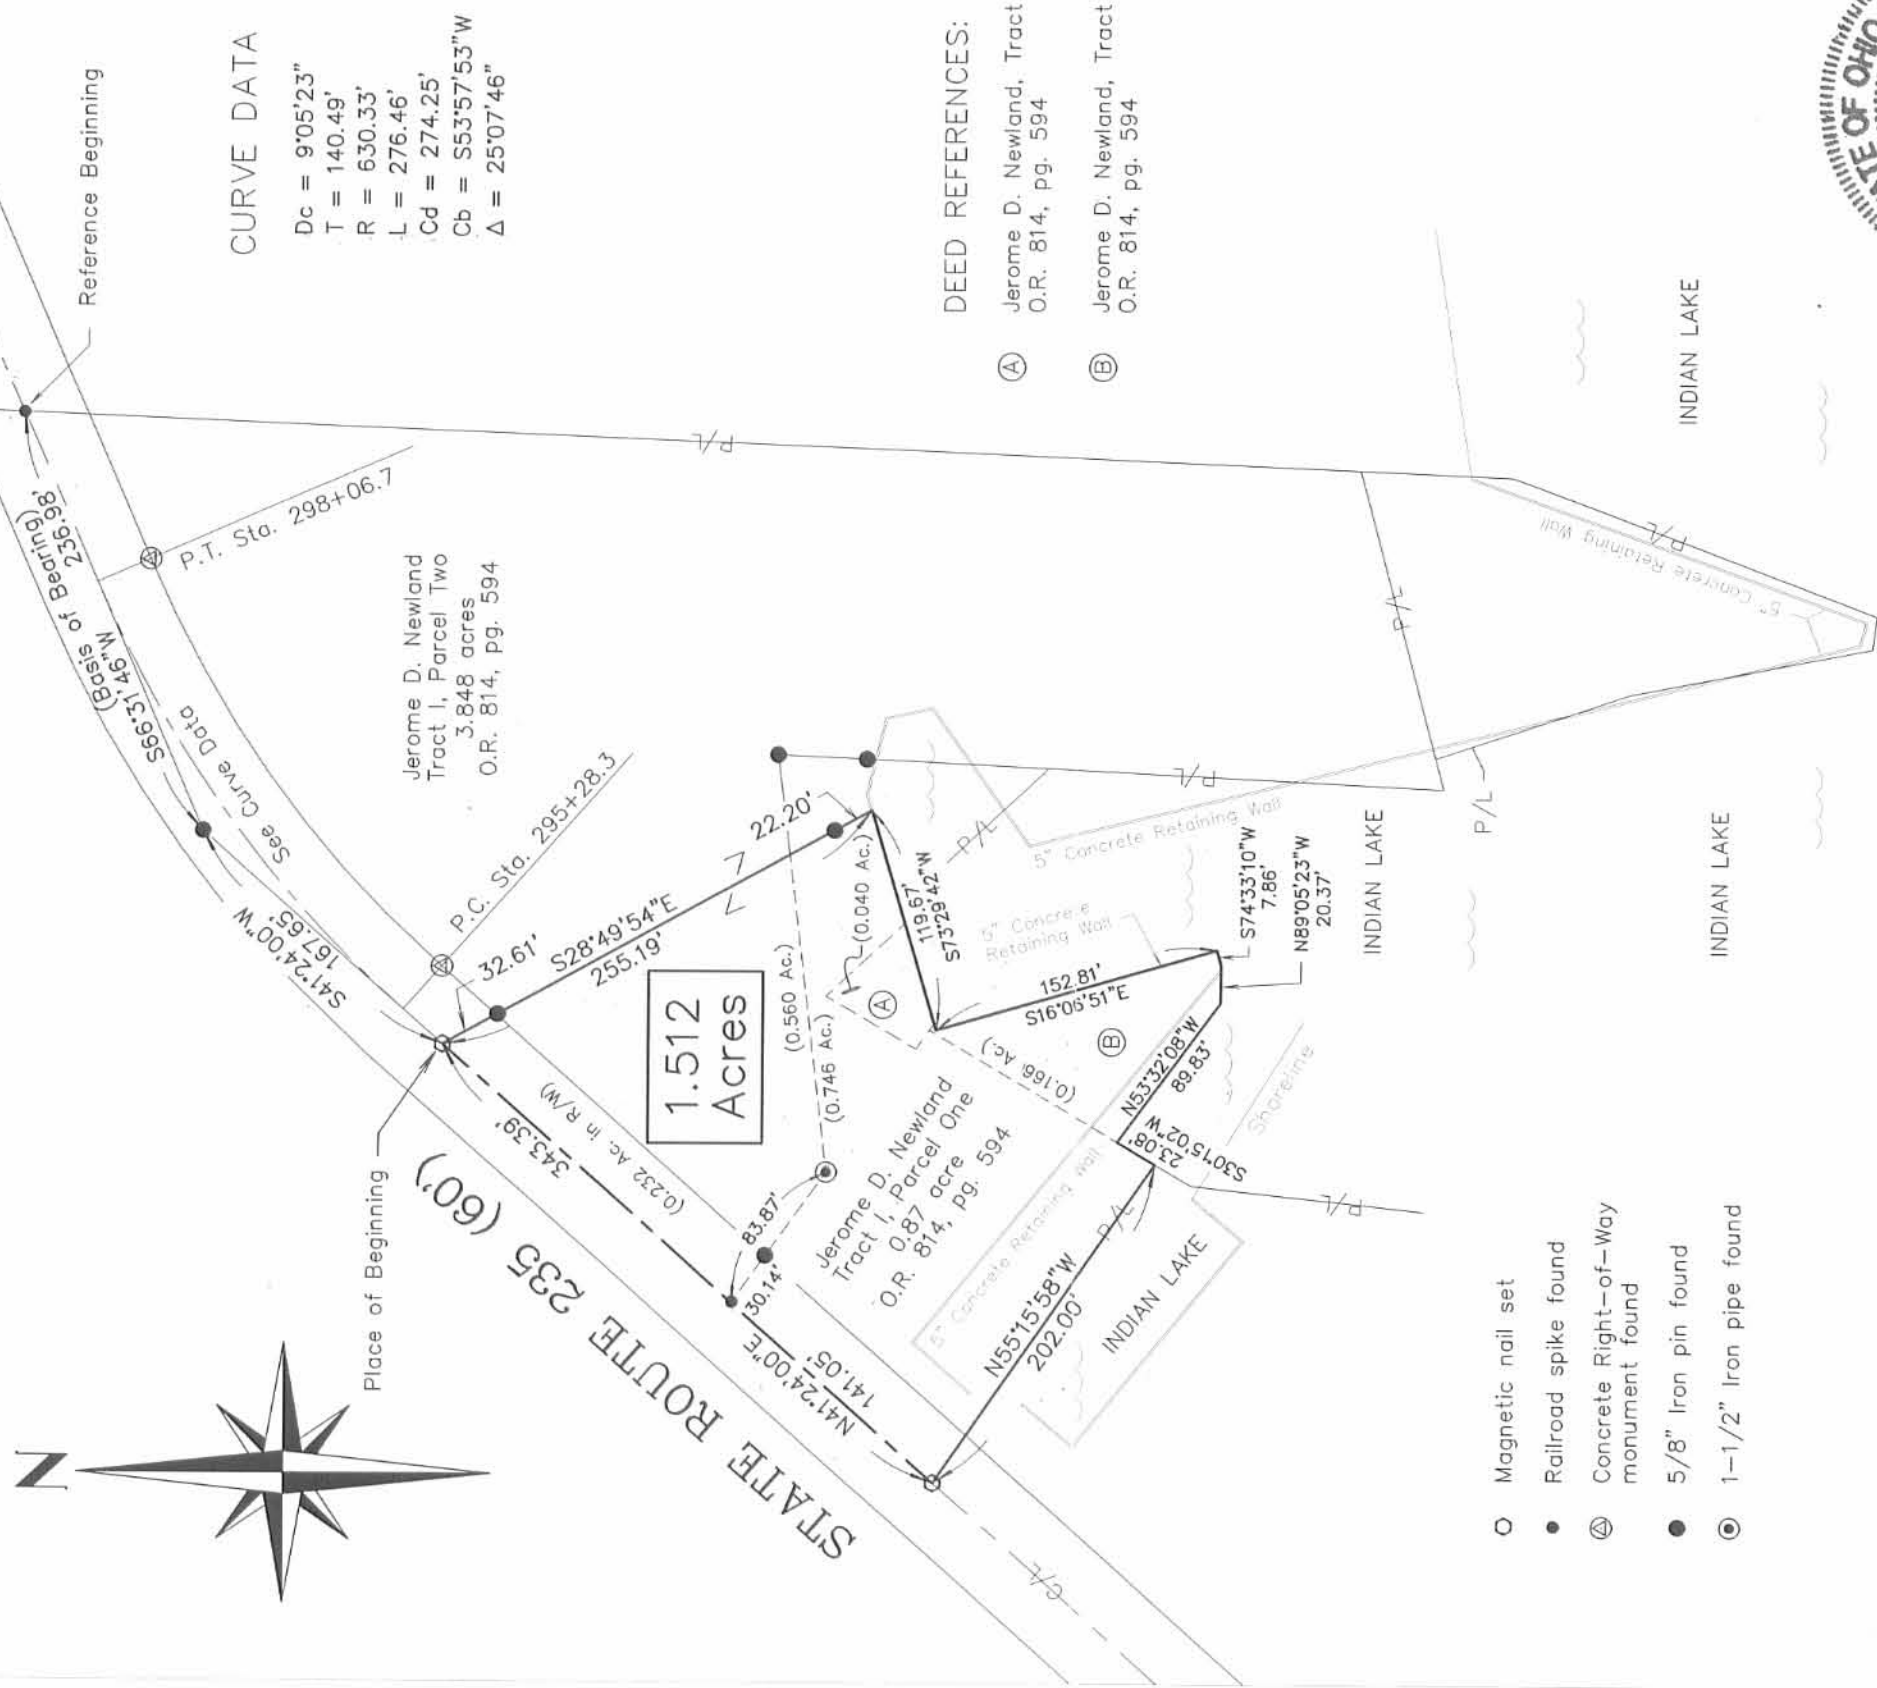 N
Reference Beginning
CURVE DATA
Dc = 9°05'23"
T = 140.49'
R = 630.33'
L = 276.46'
Cd = 274.25'
Cb = S53°57'53"W
Δ = 25°07'46"
(Basis of Bearing)
236.98'
S66°31'46"W
P.T. Sta. 298+06.7
See Curve Data
S41°24'00"W
167.65'
Jerome D. Newland
Tract I, Parcel Two
3.848 acres
O.R. 814, pg. 594
P.C. Sta. 295+28.3
Place of Beginning
32.61'
S28°49'54"E
255.19'
22.20'
STATE ROUTE 235 (60')
343.39'
(0.232 Ac. in R/W)
1.512
Acres
(0.560 Ac.)
(0.746 Ac.)
(0.040 Ac.)
A
119.67'
S73°29'42"W
83.87'
30.14'
N41°24'00"E
141.05'
Jerome D. Newland
Tract I, Parcel One
0.87 acre
O.R. 814, pg. 594
(0.166 Ac.)
B
152.81'
S16°06'51"E
5" Concrete
Retaining Wall
5" Concrete Retaining Wall
S74°33'10"W
7.86'
N89°05'23"W
20.37'
N53°32'08"W
89.83'
23.08'
S30°15'02"W
Shoreline
5" Concrete Retaining Wall
N55°15'58"W
202.00'
INDIAN LAKE
INDIAN LAKE
INDIAN LAKE
INDIAN LAKE
5" Concrete Retaining Wall
P/L
P/L
P/L
P/L
P/L
P/L
P/L
P/L
C/L
DEED REFERENCES:
A Jerome D. Newland, Tract
O.R. 814, pg. 594
B Jerome D. Newland, Tract
O.R. 814, pg. 594
Magnetic nail set
Railroad spike found
Concrete Right-of-Way
monument found
5/8" Iron pin found
1-1/2" Iron pipe found
STATE OF OHIO